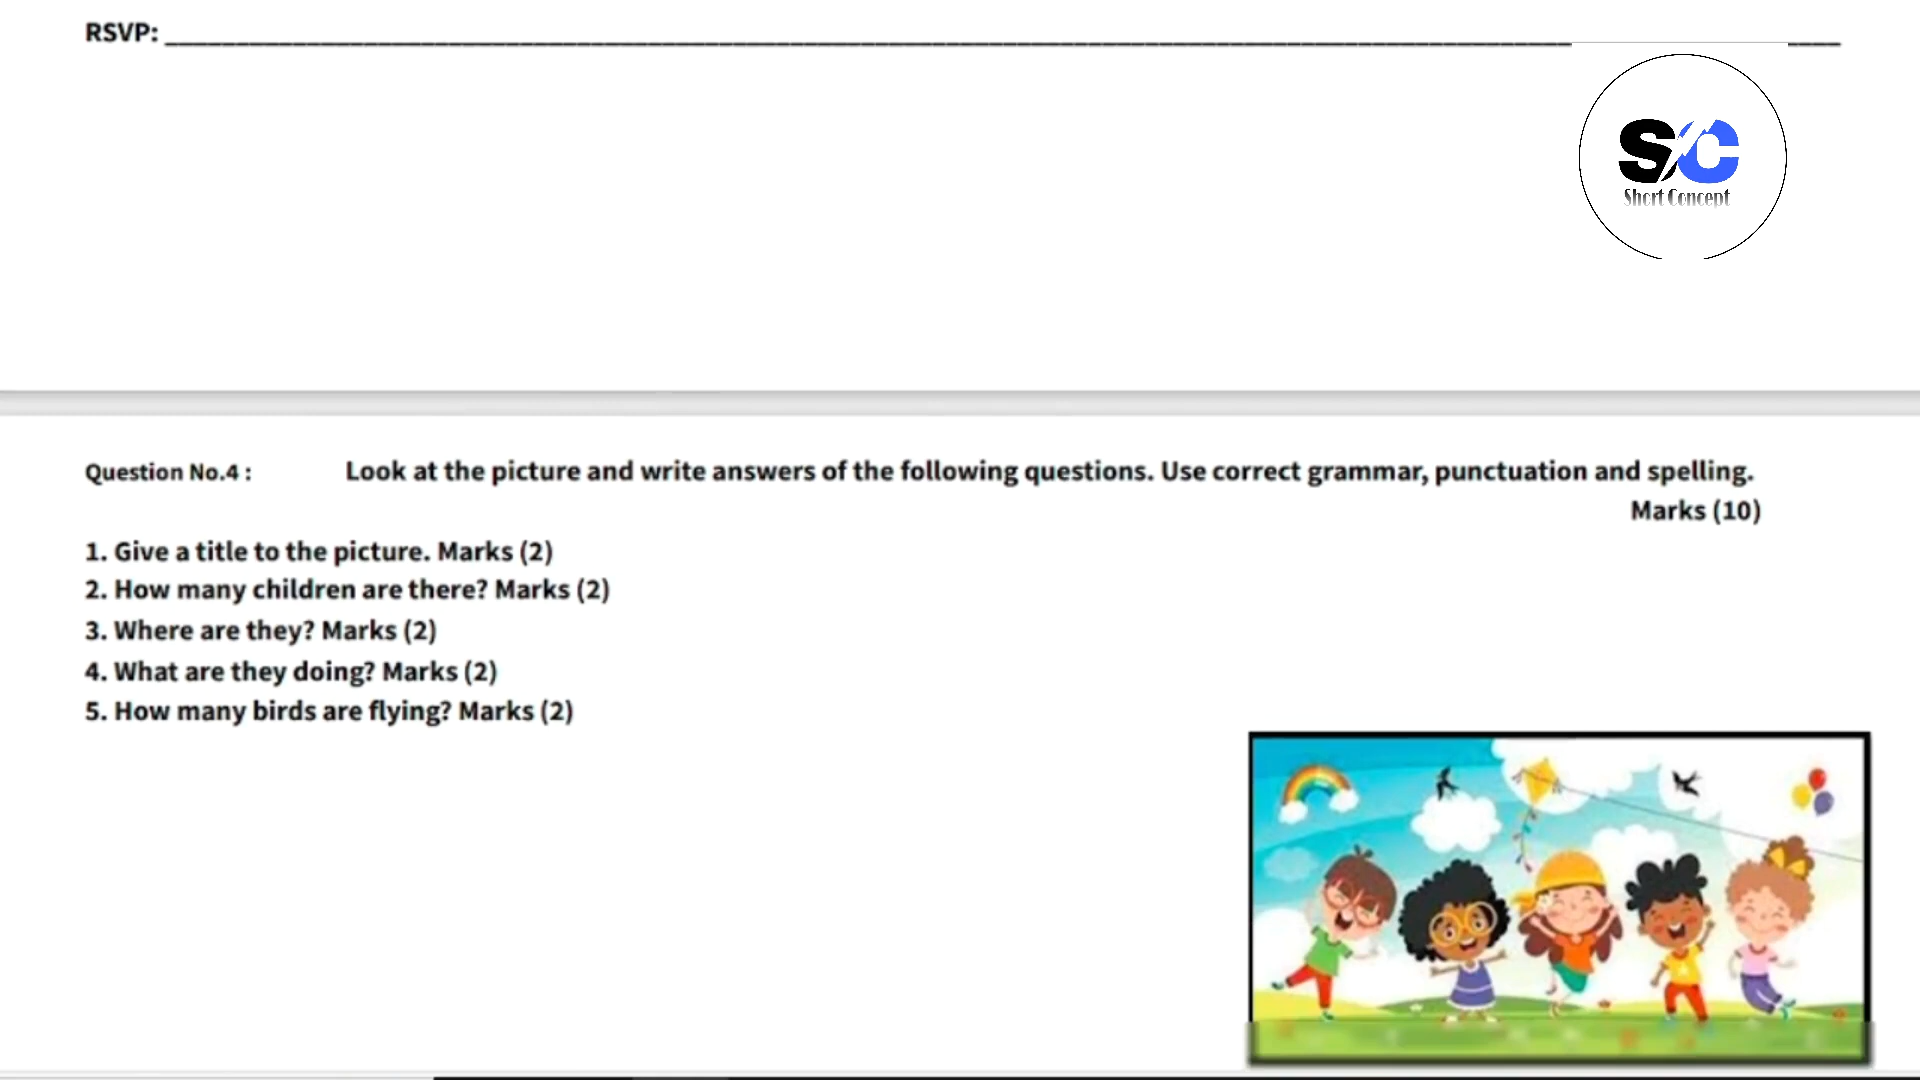 RSVP:
SC
Short Concept
Question No.4 : Look at the picture and write answers of the following questions. Use correct grammar, punctuation and spelling.
Marks (10)
1. Give a title to the picture. Marks (2)
2. How many children are there? Marks (2)
3. Where are they? Marks (2)
4. What are they doing? Marks (2)
5. How many birds are flying? Marks (2)